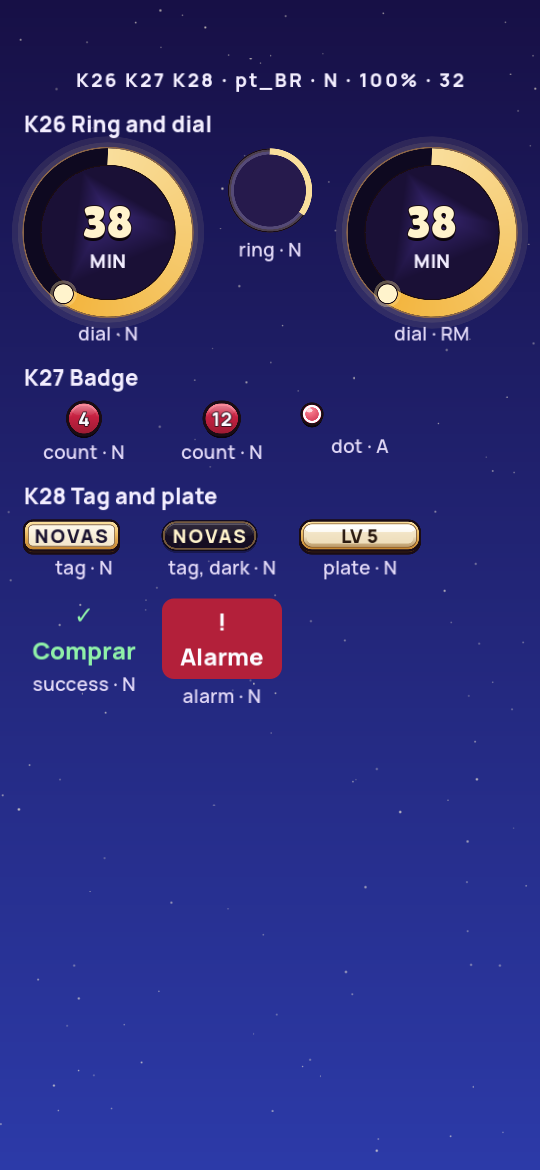 K26 K27 K28 · pt_BR · N · 100% · 32
K26 Ring and dial
38
MIN
dial · N
ring · N
38
MIN
dial · RM
K27 Badge
4
count · N
12
count · N
dot · A
K28 Tag and plate
NOVAS
tag · N
NOVAS
tag, dark · N
LV 5
plate · N
✓
Comprar
success · N
!
Alarme
alarm · N